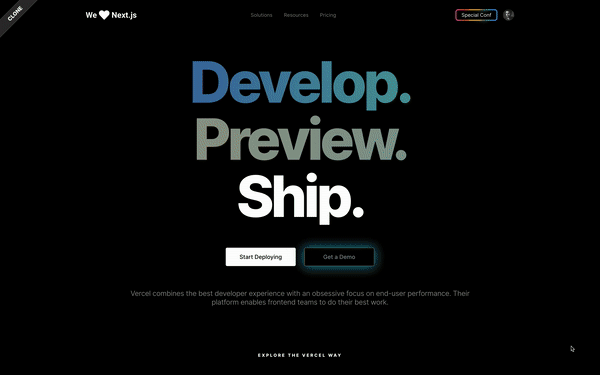 CLONE
We Next.js
Solutions Resources Pricing
Special Conf
Develop.
Preview.
Ship.
Start Deploying
Get a Demo
Vercel combines the best developer experience with an obsessive focus on end-user performance. Their
platform enables frontend teams to do their best work.
EXPLORE THE VERCEL WAY